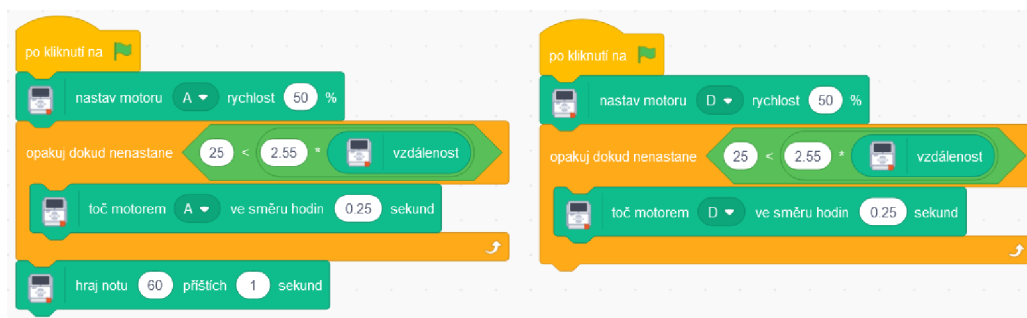 po kliknutí na
nastav motoru A rychlost 50 %
opakuj dokud nenastane 25 < 2.55 * vzdálenost
toč motorem A ve směru hodin 0.25 sekund
hraj notu 60 příštích 1 sekund
po kliknutí na
nastav motoru D rychlost 50 %
opakuj dokud nenastane 25 < 2.55 * vzdálenost
toč motorem D ve směru hodin 0.25 sekund